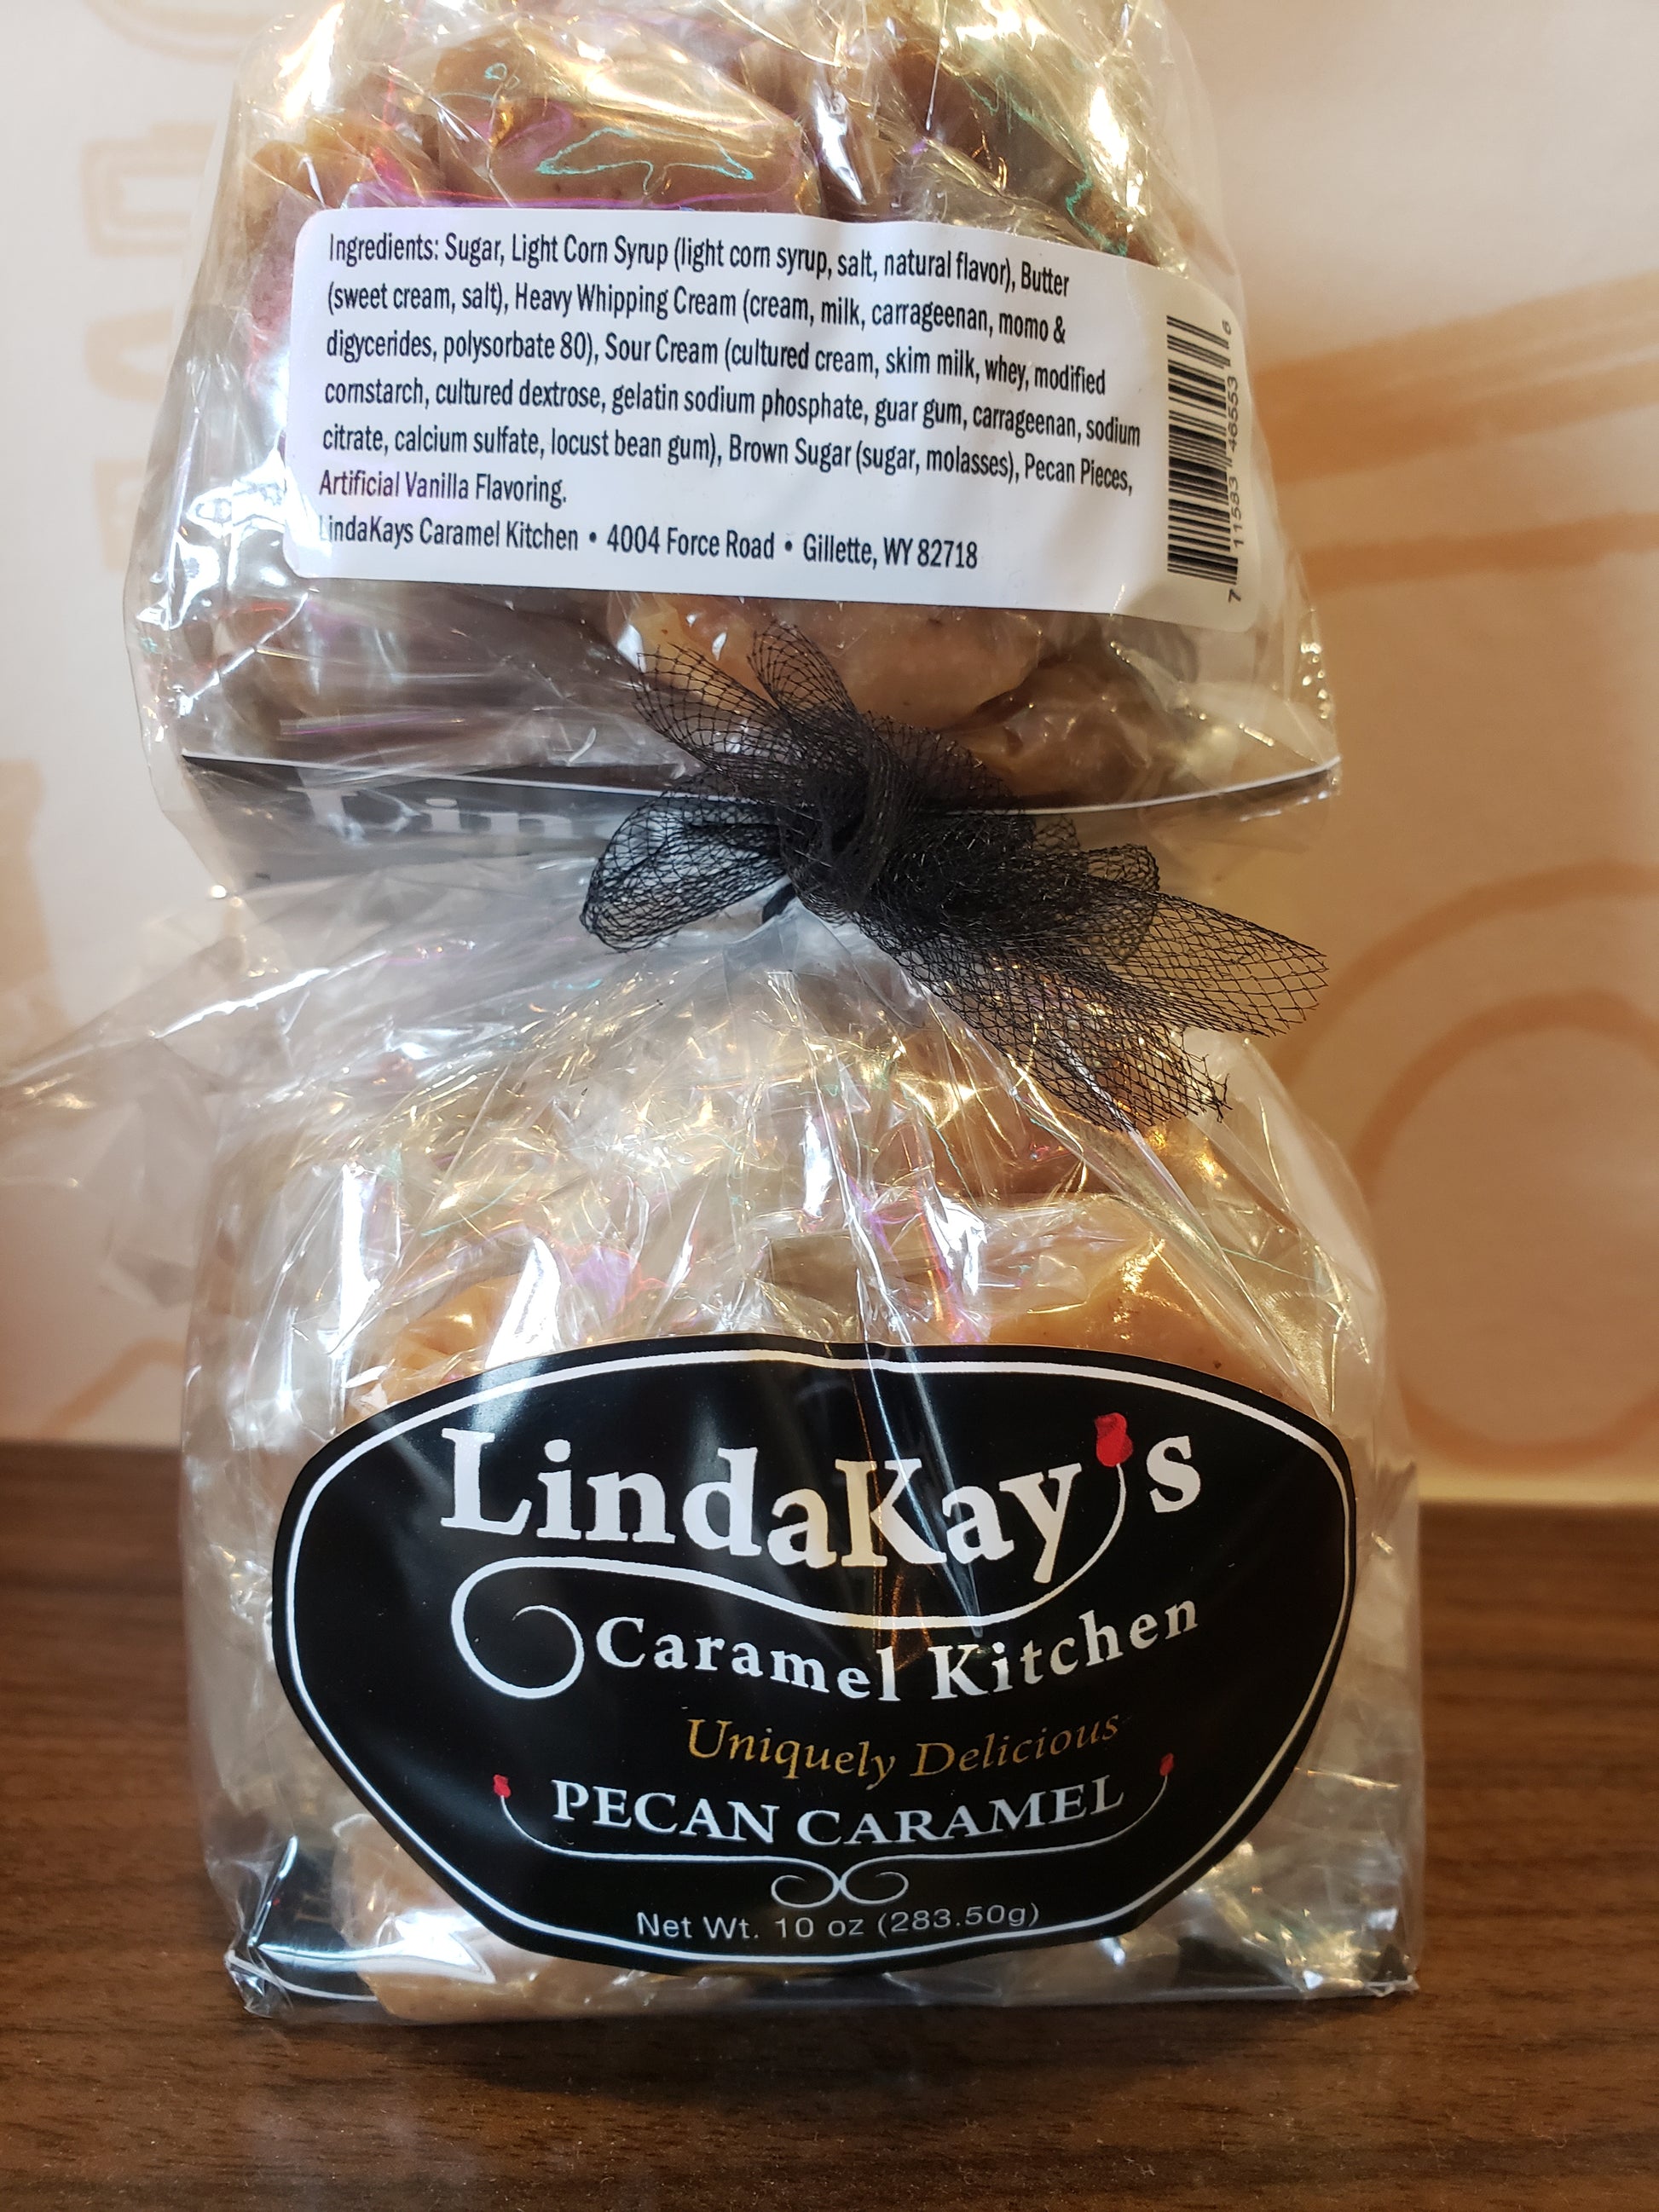 Ingredients: Sugar, Light Corn Syrup (light corn syrup, salt, natural flavor), Butter
(sweet cream, salt), Heavy Whipping Cream (cream, milk, carrageenan, momo &
digycerides, polysorbate 80), Sour Cream (cultured cream, skim milk, whey, modified
cornstarch, cultured dextrose, gelatin sodium phosphate, guar gum, carrageenan, sodium
citrate, calcium sulfate, locust bean gum), Brown Sugar (sugar, molasses), Pecan Pieces,
Artificial Vanilla Flavoring.
LindaKays Caramel Kitchen • 4004 Force Road • Gillette, WY 82718
7 11583 46553 6
LindaKay's
Caramel Kitchen
Uniquely Delicious
PECAN CARAMEL
Net Wt. 10 oz (283.50g)